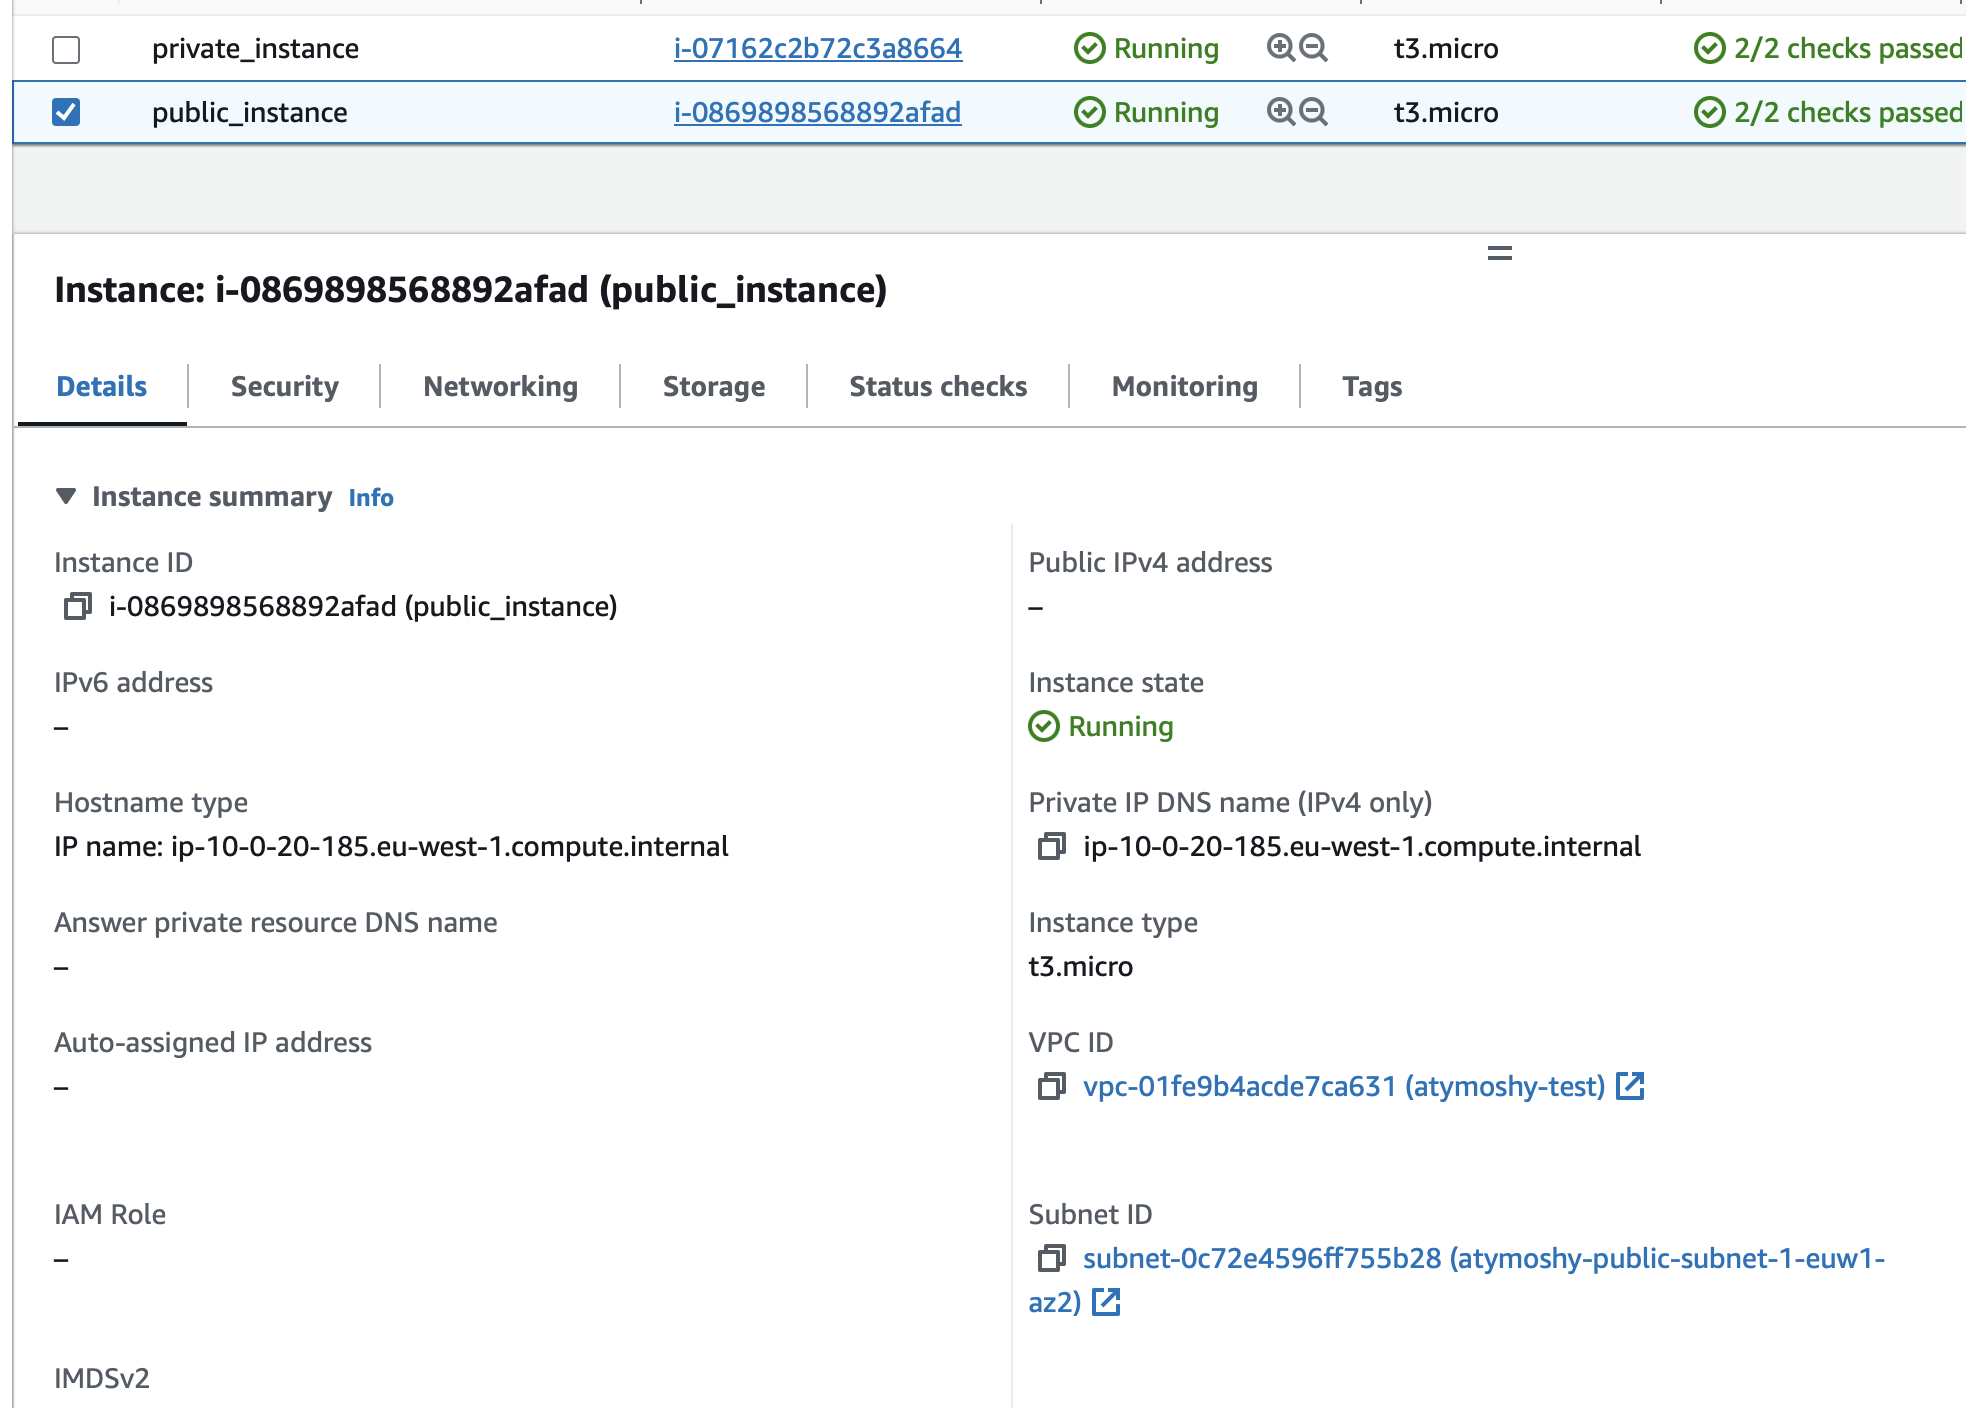 private_instance i-07162c2b72c3a8664 Running t3.micro 2/2 checks passed
public_instance i-0869898568892afad Running t3.micro 2/2 checks passed
Instance: i-0869898568892afad (public_instance)
Details Security Networking Storage Status checks Monitoring Tags
Instance summary Info
Instance ID
i-0869898568892afad (public_instance)
Public IPv4 address
–
IPv6 address
–
Instance state
Running
Hostname type
IP name: ip-10-0-20-185.eu-west-1.compute.internal
Private IP DNS name (IPv4 only)
ip-10-0-20-185.eu-west-1.compute.internal
Answer private resource DNS name
–
Instance type
t3.micro
Auto-assigned IP address
–
VPC ID
vpc-01fe9b4acde7ca631 (atymoshy-test)
IAM Role
–
Subnet ID
subnet-0c72e4596ff755b28 (atymoshy-public-subnet-1-euw1-
az2)
IMDSv2